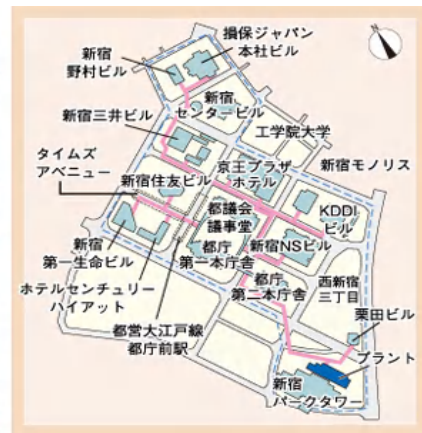 損保ジャパン
本社ビル
新宿
野村ビル
新宿
センタービル
新宿三井ビル
工学院大学
タイムズ
アベニュー
新宿住友ビル
京王プラザ
ホテル
新宿モノリス
都議会
議事堂
KDDI
ビル
新宿
第一生命ビル
都庁
第一本庁舎
新宿NSビル
ホテルセンチュリー
ハイアット
都庁
第二本庁舎
西新宿
三丁目
都営大江戸線
都庁前駅
栗田ビル
プラント
新宿
パークタワー